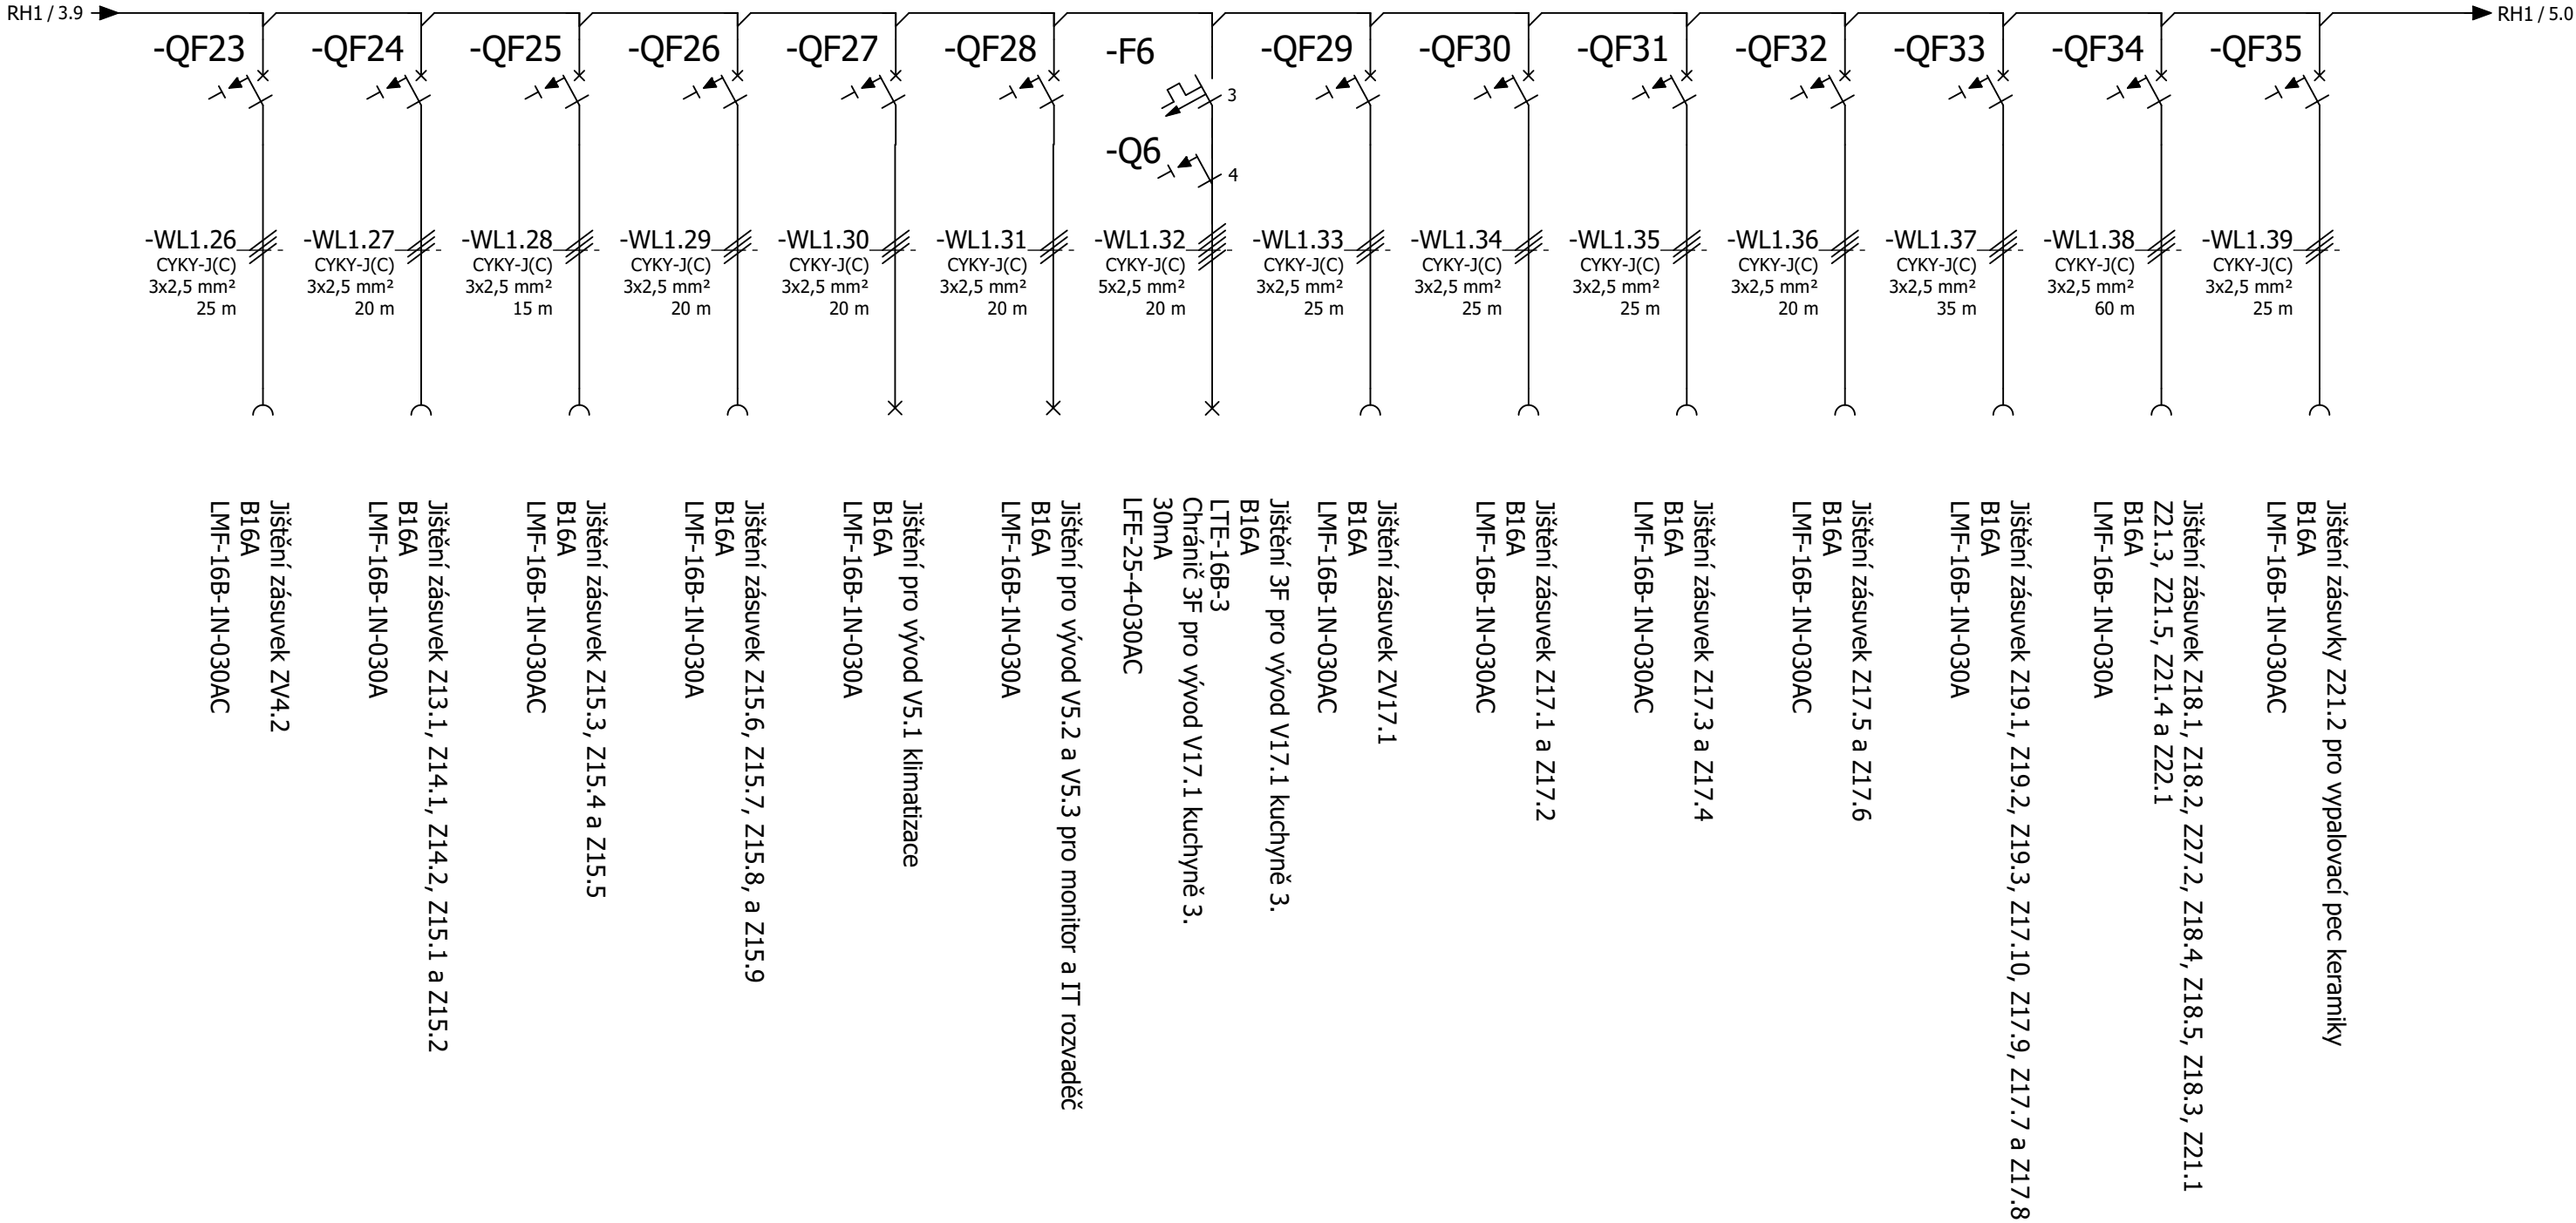 RH1 / 3.9
RH1 / 5.0
-QF23
-QF24
-QF25
-QF26
-QF27
-QF28
-F6
-QF29
-QF30
-QF31
-QF32
-QF33
-QF34
-QF35
3
-Q6
4
-WL1.26
CYKY-J(C)
3x2,5 mm²
25 m
-WL1.27
CYKY-J(C)
3x2,5 mm²
20 m
-WL1.28
CYKY-J(C)
3x2,5 mm²
15 m
-WL1.29
CYKY-J(C)
3x2,5 mm²
20 m
-WL1.30
CYKY-J(C)
3x2,5 mm²
20 m
-WL1.31
CYKY-J(C)
3x2,5 mm²
20 m
-WL1.32
CYKY-J(C)
5x2,5 mm²
20 m
-WL1.33
CYKY-J(C)
3x2,5 mm²
25 m
-WL1.34
CYKY-J(C)
3x2,5 mm²
25 m
-WL1.35
CYKY-J(C)
3x2,5 mm²
25 m
-WL1.36
CYKY-J(C)
3x2,5 mm²
20 m
-WL1.37
CYKY-J(C)
3x2,5 mm²
35 m
-WL1.38
CYKY-J(C)
3x2,5 mm²
60 m
-WL1.39
CYKY-J(C)
3x2,5 mm²
25 m
Jištění zásuvek ZV4.2
B16A
LMF-16B-1N-030AC
Jištění zásuvek Z13.1, Z14.1, Z14.2, Z15.1 a Z15.2
B16A
LMF-16B-1N-030A
Jištění zásuvek Z15.3, Z15.4 a Z15.5
B16A
LMF-16B-1N-030AC
Jištění zásuvek Z15.6, Z15.7, Z15.8, a Z15.9
B16A
LMF-16B-1N-030A
Jištění pro vývod V5.1 klimatizace
B16A
LMF-16B-1N-030A
Jištění pro vývod V5.2 a V5.3 pro monitor a IT rozvaděč
B16A
LMF-16B-1N-030A
Jištění 3F pro vývod V17.1 kuchyně 3.
B16A
LTE-16B-3
Chránič 3F pro vývod V17.1 kuchyně 3.
30mA
LFE-25-4-030AC
Jištění zásuvek ZV17.1
B16A
LMF-16B-1N-030AC
Jištění zásuvek Z17.1 a Z17.2
B16A
LMF-16B-1N-030AC
Jištění zásuvek Z17.3 a Z17.4
B16A
LMF-16B-1N-030AC
Jištění zásuvek Z17.5 a Z17.6
B16A
LMF-16B-1N-030AC
Jištění zásuvek Z19.1, Z19.2, Z19.3, Z17.10, Z17.9, Z17.7 a Z17.8
B16A
LMF-16B-1N-030A
Jištění zásuvek Z18.1, Z18.2, Z27.2, Z18.4, Z18.5, Z18.3, Z21.1
Z21.3, Z21.5, Z21.4 a Z22.1
B16A
LMF-16B-1N-030A
Jištění zásuvky Z21.2 pro vypalovací pec keramiky
B16A
LMF-16B-1N-030AC